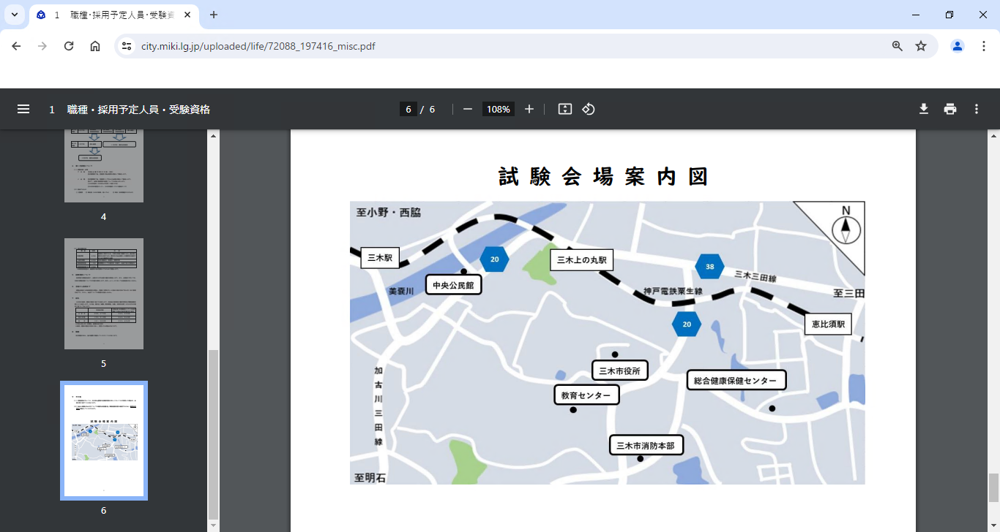 1 職種・採用予定人員・受験資
city.miki.lg.jp/uploaded/life/72088_197416_misc.pdf
1 職種・採用予定人員・受験資格
6 / 6
108%
4
5
6
試験会場案内図
至小野・西脇
N
三木駅
20
三木上の丸駅
38
三木三田線
中央公民館
美嚢川
神戸電鉄粟生線
至三田
20
恵比須駅
加古川三田線
三木市役所
総合健康保健センター
教育センター
三木市消防本部
至明石